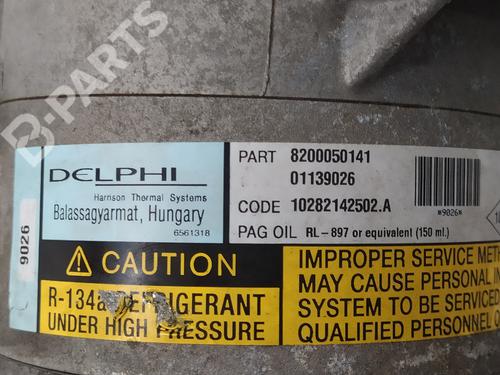 B-PARTS
DELPHI
Harrison Thermal Systems
Balassagyarmat, Hungary
6561318
9026
PART 8200050141
01139026
CODE 10282142502.A
*9026*
PAG OIL RL-897 or equivalent (150 ml.)
CAUTION
R-134a REFRIGERANT
UNDER HIGH PRESSURE
IMPROPER SERVICE
MAY CAUSE PERSONAL
SYSTEM TO BE SERVICED
QUALIFIED PERSONNEL